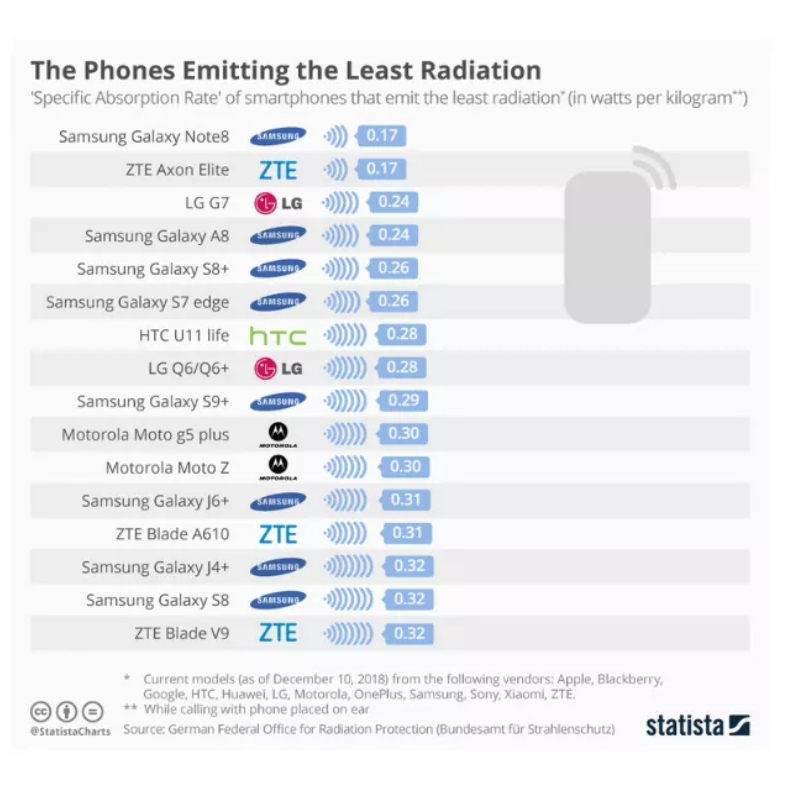 The Phones Emitting the Least Radiation
'Specific Absorption Rate' of smartphones that emit the least radiation* (in watts per kilogram**)
Samsung Galaxy Note8 SAMSUNG 0.17
ZTE Axon Elite ZTE 0.17
LG G7 LG 0.24
Samsung Galaxy A8 SAMSUNG 0.24
Samsung Galaxy S8+ SAMSUNG 0.26
Samsung Galaxy S7 edge SAMSUNG 0.26
HTC U11 life hTC 0.28
LG Q6/Q6+ LG 0.28
Samsung Galaxy S9+ SAMSUNG 0.29
Motorola Moto g5 plus MOTOROLA 0.30
Motorola Moto Z MOTOROLA 0.30
Samsung Galaxy J6+ SAMSUNG 0.31
ZTE Blade A610 ZTE 0.31
Samsung Galaxy J4+ SAMSUNG 0.32
Samsung Galaxy S8 SAMSUNG 0.32
ZTE Blade V9 ZTE 0.32
* Current models (as of December 10, 2018) from the following vendors: Apple, Blackberry,
Google, HTC, Huawei, LG, Motorola, OnePlus, Samsung, Sony, Xiaomi, ZTE.
** While calling with phone placed on ear
Source: German Federal Office for Radiation Protection (Bundesamt für Strahlenschutz)
cc
@StatistaCharts
statista